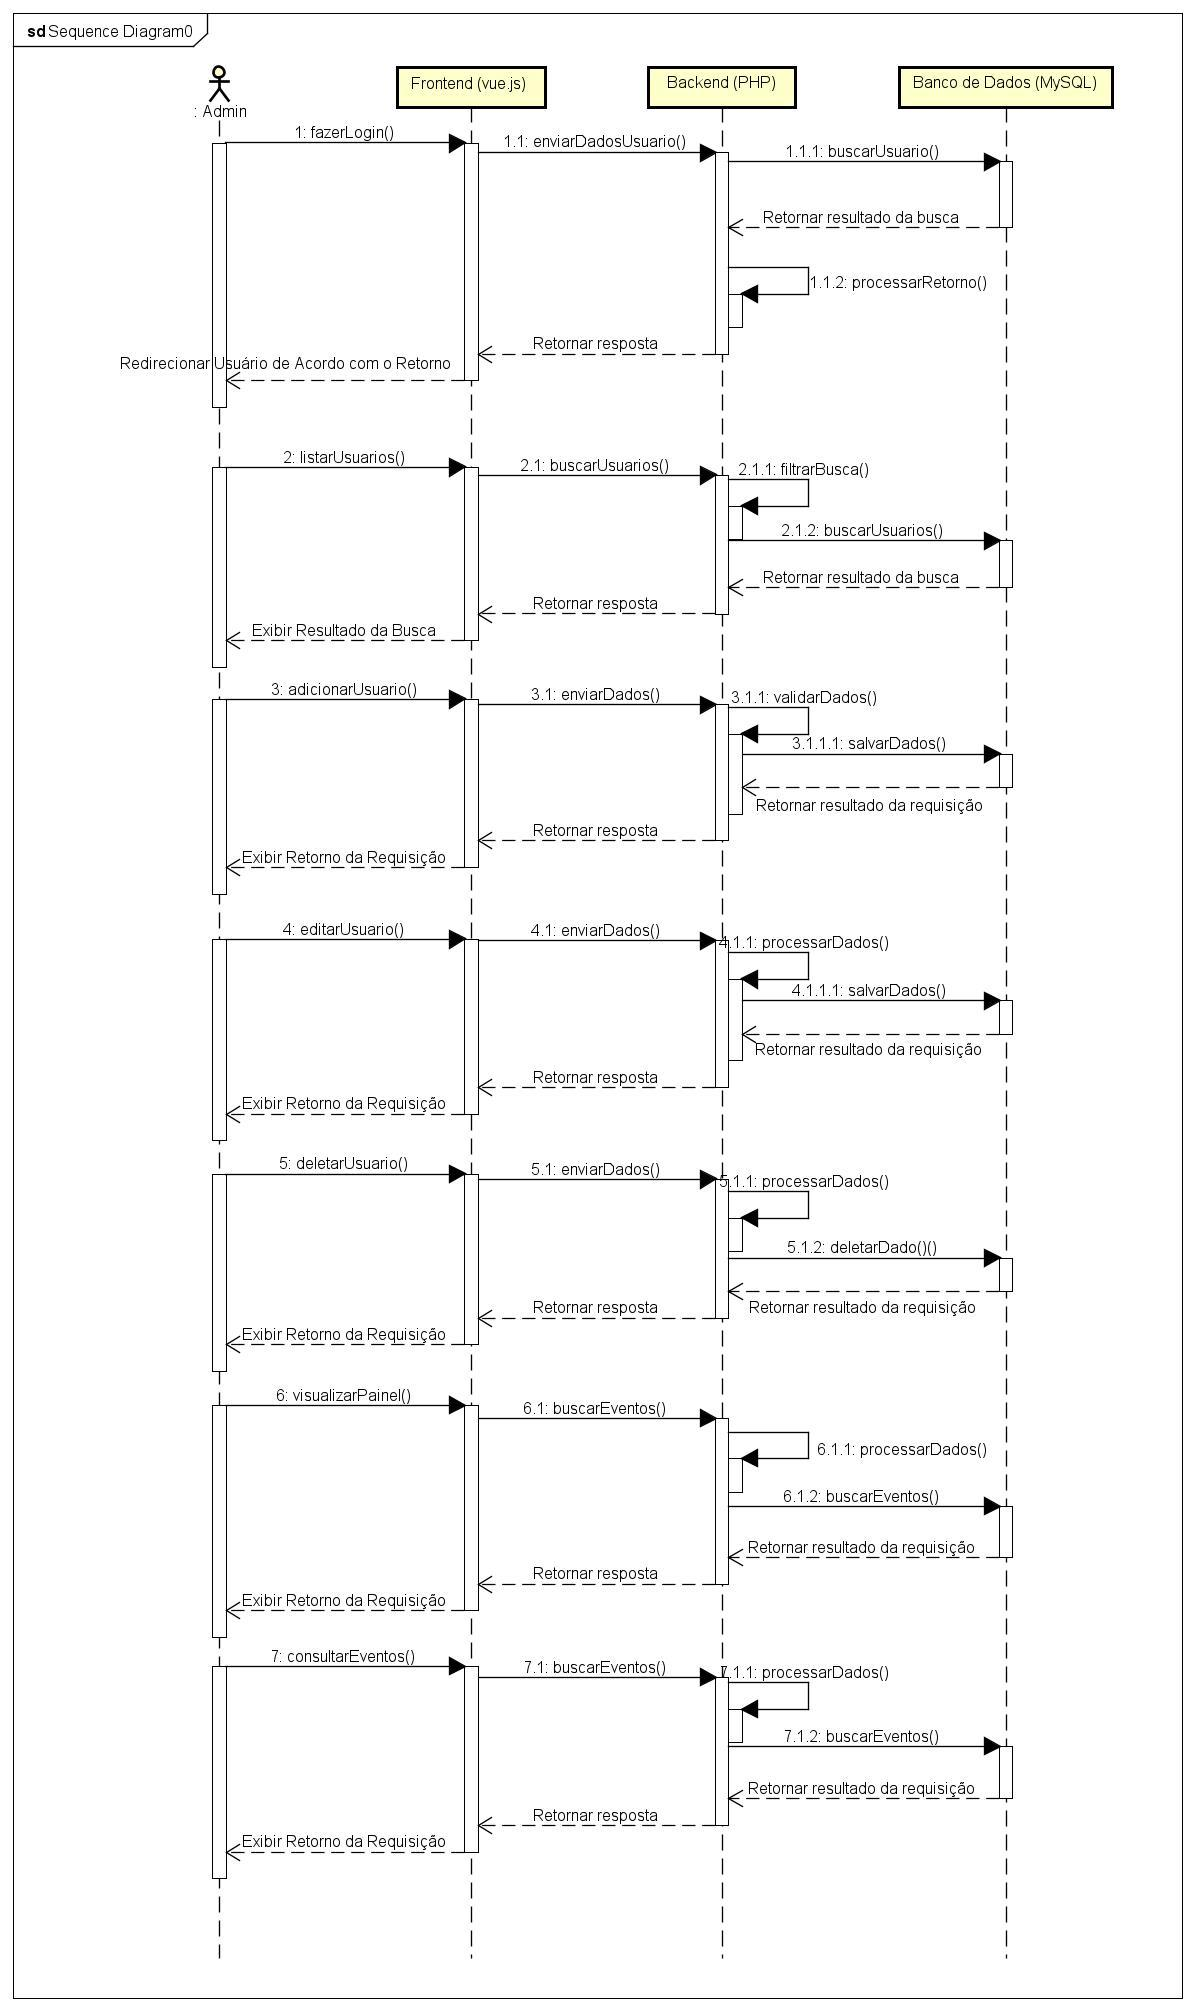 sd Sequence Diagram0
: Admin
Frontend (vue.js)
Backend (PHP)
Banco de Dados (MySQL)
1: fazerLogin()
1.1: enviarDadosUsuario()
1.1.1: buscarUsuario()
Retornar resultado da busca
1.1.2: processarRetorno()
Retornar resposta
Redirecionar Usuário de Acordo com o Retorno
2: listarUsuarios()
2.1: buscarUsuarios()
2.1.1: filtrarBusca()
2.1.2: buscarUsuarios()
Retornar resultado da busca
Retornar resposta
Exibir Resultado da Busca
3: adicionarUsuario()
3.1: enviarDados()
3.1.1: validarDados()
3.1.1.1: salvarDados()
Retornar resultado da requisição
Retornar resposta
Exibir Retorno da Requisição
4: editarUsuario()
4.1: enviarDados()
4.1.1: processarDados()
4.1.1.1: salvarDados()
Retornar resultado da requisição
Retornar resposta
Exibir Retorno da Requisição
5: deletarUsuario()
5.1: enviarDados()
5.1.1: processarDados()
5.1.2: deletarDado()()
Retornar resultado da requisição
Retornar resposta
Exibir Retorno da Requisição
6: visualizarPainel()
6.1: buscarEventos()
6.1.1: processarDados()
6.1.2: buscarEventos()
Retornar resultado da requisição
Retornar resposta
Exibir Retorno da Requisição
7: consultarEventos()
7.1: buscarEventos()
7.1.1: processarDados()
7.1.2: buscarEventos()
Retornar resultado da requisição
Retornar resposta
Exibir Retorno da Requisição